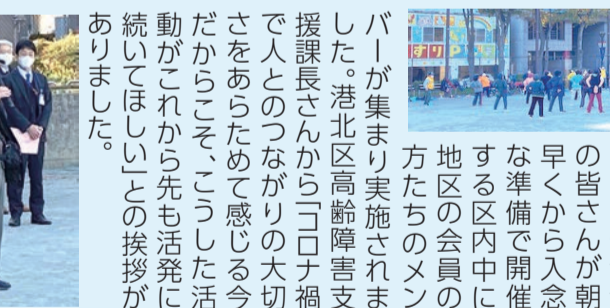 の皆さんが朝
早くから入念
な準備で開催
する区内中に
地区の会員の
方たちのメン
バーが集まり実施されま
した。港北区高齢障害支
援課長さんから「コロナ禍
で人とのつながりの大切
さをあらためて感じる今
だからこそ、こうした活
動がこれから先も活発に
続いてほしい」との挨拶が
ありました。
すり